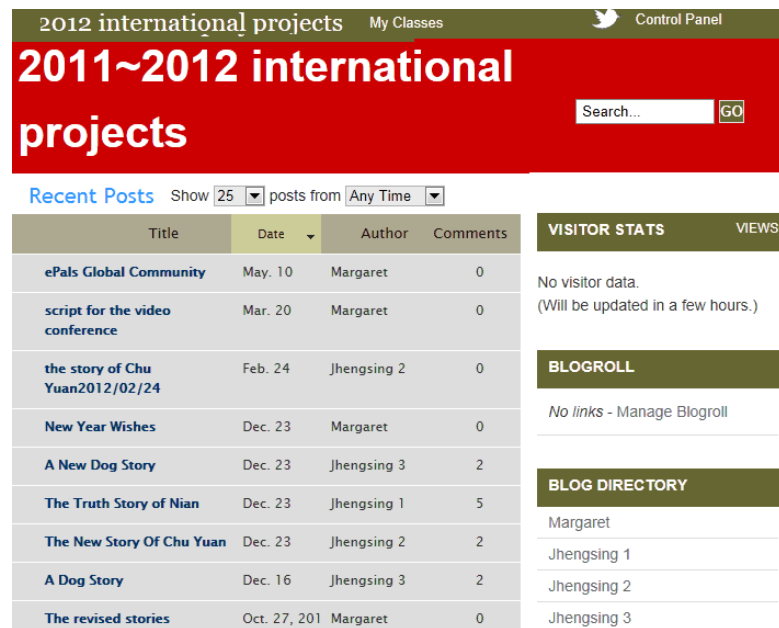 2012 international projects My Classes Control Panel
2011~2012 international
projects
Search... GO
Recent Posts Show 25 posts from Any Time
Title Date Author Comments
ePals Global Community May. 10 Margaret 0
script for the video
conference Mar. 20 Margaret 0
the story of Chu
Yuan2012/02/24 Feb. 24 Jhengsing 2 0
New Year Wishes Dec. 23 Margaret 0
A New Dog Story Dec. 23 Jhengsing 3 2
The Truth Story of Nian Dec. 23 Jhengsing 1 5
The New Story Of Chu Yuan Dec. 23 Jhengsing 2 2
A Dog Story Dec. 16 Jhengsing 3 2
The revised stories Oct. 27, 201 Margaret 0
VISITOR STATS VIEWS
No visitor data.
(Will be updated in a few hours.)
BLOGROLL
No links - Manage Blogroll
BLOG DIRECTORY
Margaret
Jhengsing 1
Jhengsing 2
Jhengsing 3